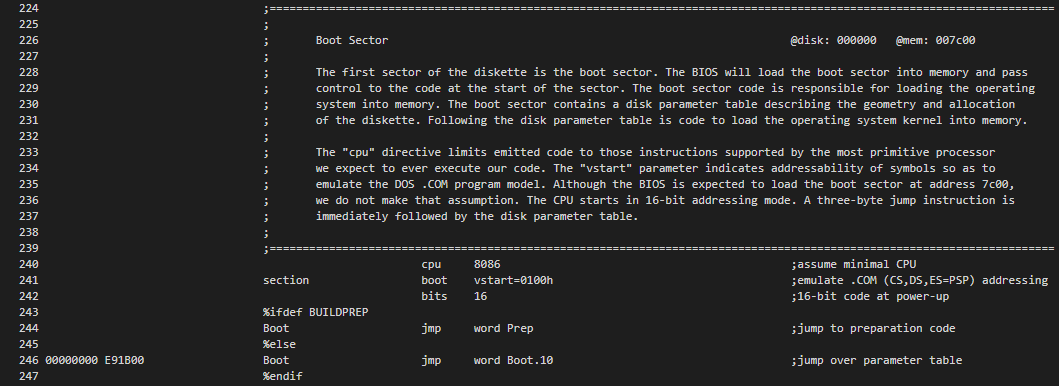 224 ;=========================================================================================================================
225 ;
226 ; Boot Sector @disk: 000000 @mem: 007c00
227 ;
228 ; The first sector of the diskette is the boot sector. The BIOS will load the boot sector into memory and pass
229 ; control to the code at the start of the sector. The boot sector code is responsible for loading the operating
230 ; system into memory. The boot sector contains a disk parameter table describing the geometry and allocation
231 ; of the diskette. Following the disk parameter table is code to load the operating system kernel into memory.
232 ;
233 ; The "cpu" directive limits emitted code to those instructions supported by the most primitive processor
234 ; we expect to ever execute our code. The "vstart" parameter indicates addressability of symbols so as to
235 ; emulate the DOS .COM program model. Although the BIOS is expected to load the boot sector at address 7c00,
236 ; we do not make that assumption. The CPU starts in 16-bit addressing mode. A three-byte jump instruction is
237 ; immediately followed by the disk parameter table.
238 ;
239 ;=========================================================================================================================
240 cpu 8086 ;assume minimal CPU
241 section boot vstart=0100h ;emulate .COM (CS,DS,ES=PSP) addressing
242 bits 16 ;16-bit code at power-up
243 %ifdef BUILDPREP
244 Boot jmp word Prep ;jump to preparation code
245 %else
246 00000000 E91B00 Boot jmp word Boot.10 ;jump over parameter table
247 %endif